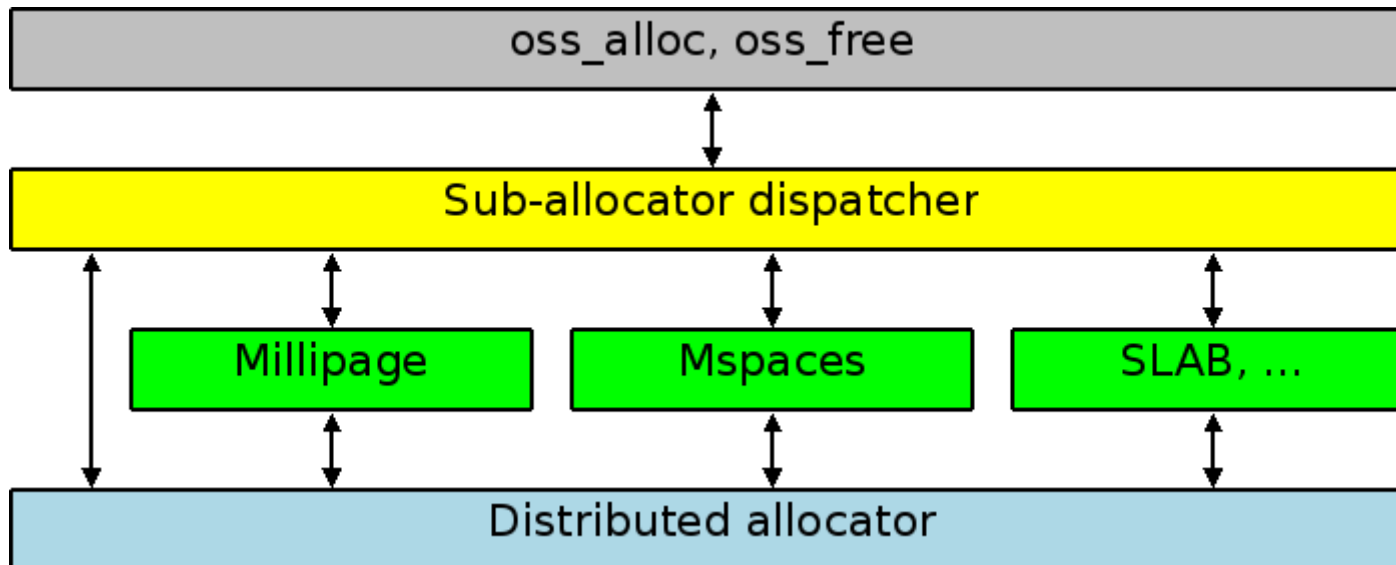 oss_alloc, oss_free
Sub-allocator dispatcher
Millipage
Mspaces
SLAB, ...
Distributed allocator